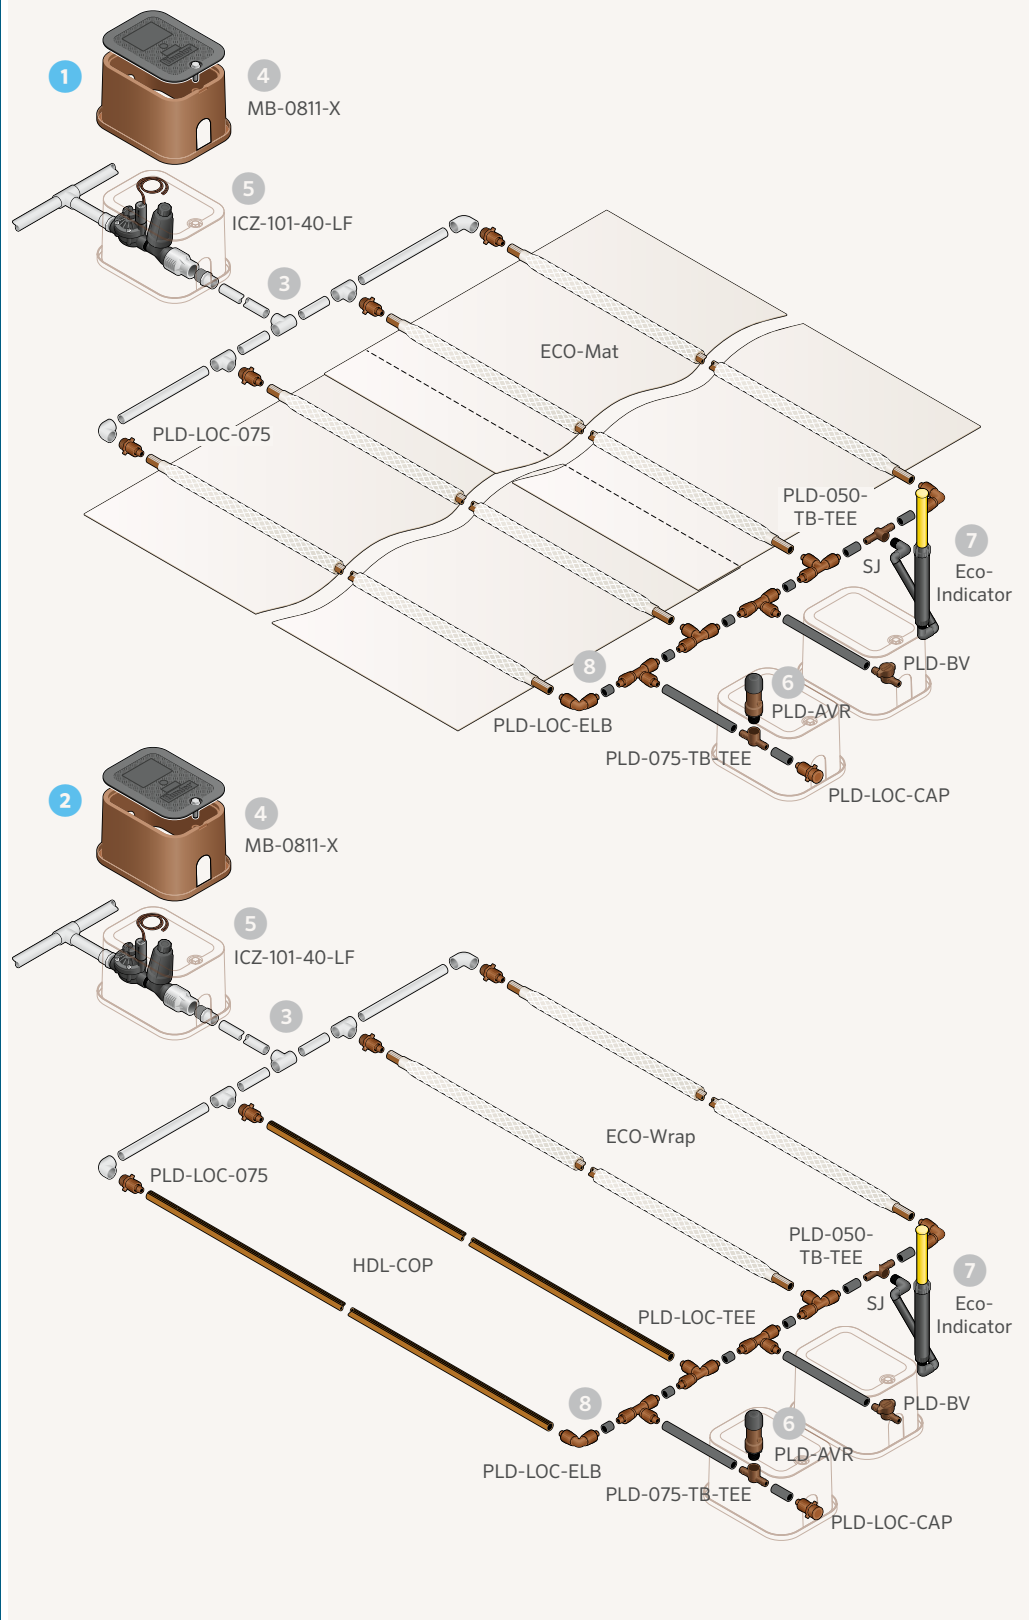 1
4
MB-0811-X
5
ICZ-101-40-LF
3
ECO-Mat
PLD-LOC-075
PLD-050-
TB-TEE
7
SJ
Eco-
Indicator
8
PLD-BV
6
PLD-AVR
PLD-LOC-ELB
PLD-075-TB-TEE
PLD-LOC-CAP
2
4
MB-0811-X
5
ICZ-101-40-LF
3
ECO-Wrap
PLD-LOC-075
PLD-050-
TB-TEE
HDL-COP
7
SJ
Eco-
Indicator
PLD-LOC-TEE
8
PLD-BV
6
PLD-AVR
PLD-LOC-ELB
PLD-075-TB-TEE
PLD-LOC-CAP